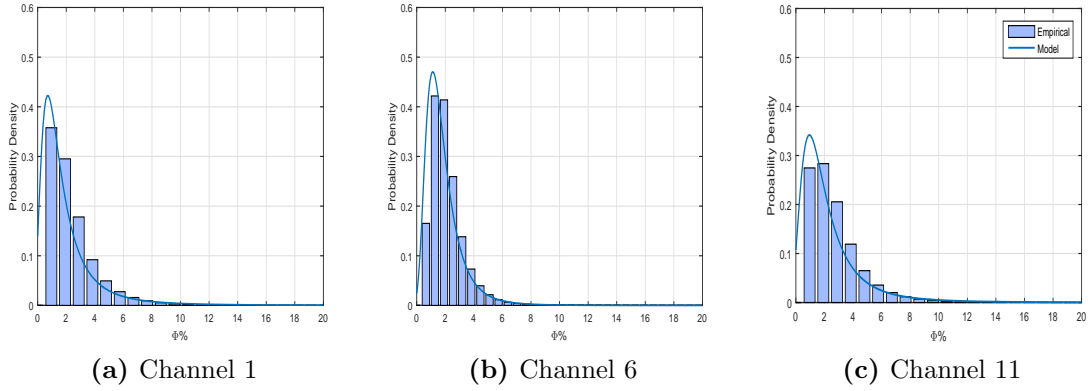 0.6
0.5
0.4
0.3
0.2
0.1
0
Probability Density
0 2 4 6 8 10 12 14 16 18 20
Φ%
(a) Channel 1
0.6
0.5
0.4
0.3
0.2
0.1
0
Probability Density
0 2 4 6 8 10 12 14 16 18 20
Φ%
(b) Channel 6
0.6
0.5
0.4
0.3
0.2
0.1
0
Probability Density
Empirical
Model
0 2 4 6 8 10 12 14 16 18 20
Φ%
(c) Channel 11